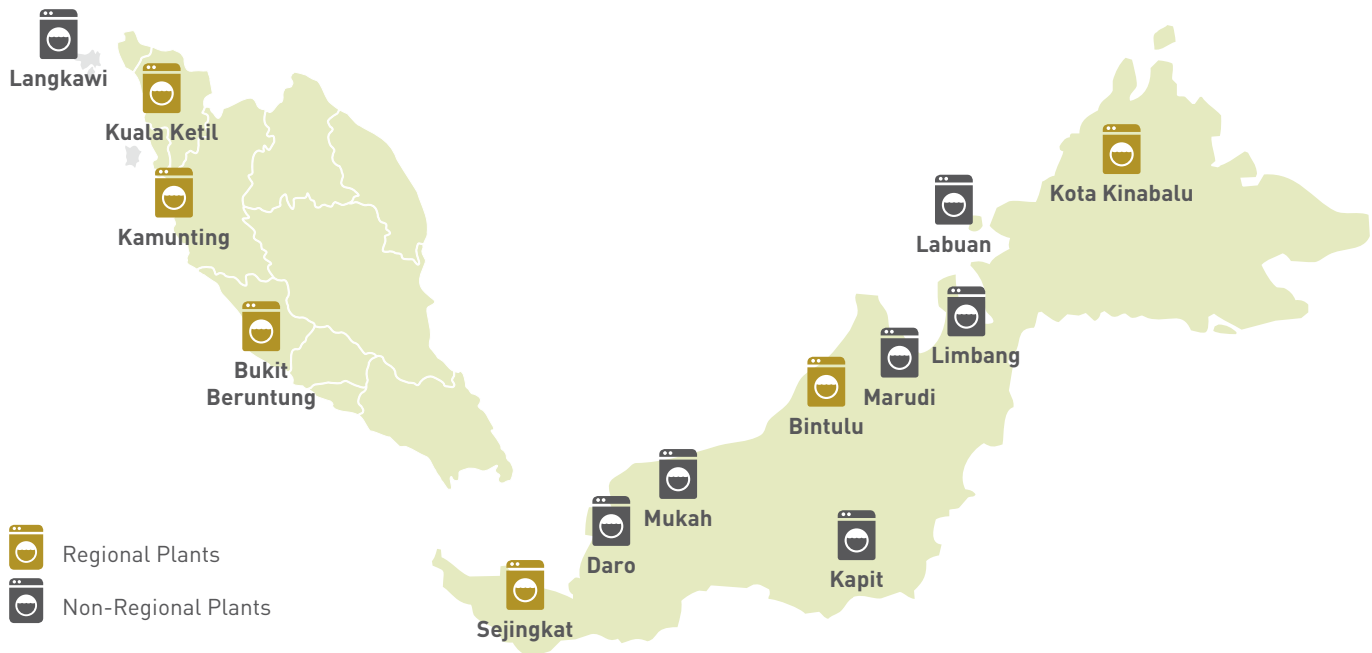 Langkawi
Kuala Ketil
Kamunting
Bukit
Beruntung
Kota Kinabalu
Labuan
Limbang
Marudi
Bintulu
Mukah
Daro
Kapit
Sejingkat
Regional Plants
Non-Regional Plants